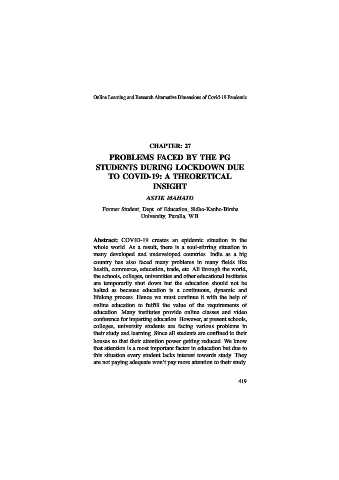 Online Learning and Research Alternative Dimensions of Covid-19 Pandemic
CHAPTER: 27
PROBLEMS FACED BY THE PG
STUDENTS DURING LOCKDOWN DUE
TO COVID-19: A THEORETICAL
INSIGHT
ASTIK MAHATO
Former Student, Dept. of Education, Sidho-Kanho-Birsha
University, Purulia, W.B
Abstract: COVID-19 creates an epidemic situation in the
whole world. As a result, there is a soul-stirring situation in
many developed and undeveloped countries. India as a big
country has also faced many problems in many fields like
health, commerce, education, trade, etc. All through the world,
the schools, colleges, universities and other educational institutes
are temporarily shut down but the education should not be
halted as because education is a continuous, dynamic and
lifelong process. Hence we must continue it with the help of
online education to fulfill the value of the requirements of
education. Many institutes provide online classes and video
conference for imparting education. However, at present schools,
colleges, university students are facing various problems in
their study and learning. Since all students are confined to their
houses so that their attention power getting reduced. We know
that attention is a most important factor in education but due to
this situation every student lacks interest towards study. They
are not paying adequate won't pay more attention to their study.
419